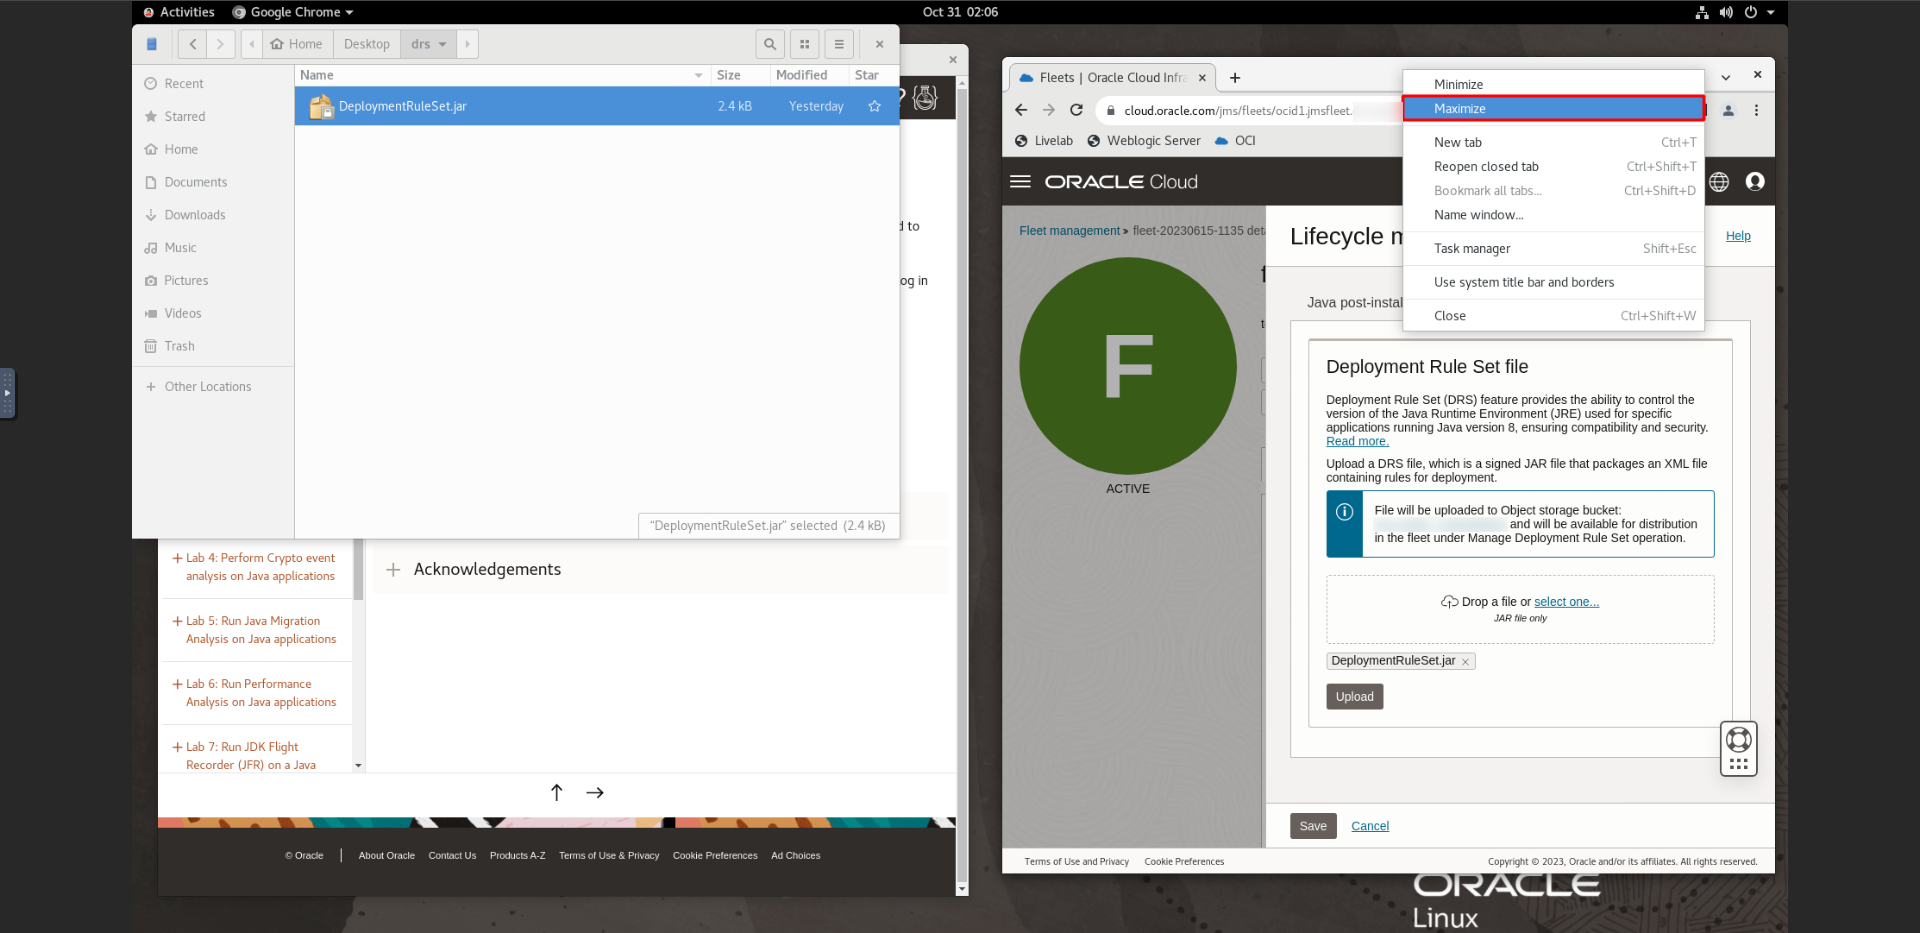 Activities
Google Chrome
Oct 31 02:06
Home
Desktop
drs
Recent
Starred
Home
Documents
Downloads
Music
Pictures
Videos
Trash
Other Locations
Name
Size
Modified
Star
DeploymentRuleSet.jar
2.4 kB
Yesterday
"DeploymentRuleSet.jar" selected (2.4 kB)
?
d to
og in
Lab 4: Perform Crypto event
analysis on Java applications
Lab 5: Run Java Migration
Analysis on Java applications
Lab 6: Run Performance
Analysis on Java applications
Lab 7: Run JDK Flight
Recorder (JFR) on a Java
Acknowledgements
© Oracle
About Oracle
Contact Us
Products A-Z
Terms of Use & Privacy
Cookie Preferences
Ad Choices
Fleets | Oracle Cloud Infra
cloud.oracle.com/jms/fleets/ocid1.jmsfleet.
Livelab
Weblogic Server
OCI
Minimize
Maximize
New tab Ctrl+T
Reopen closed tab Ctrl+Shift+T
Bookmark all tabs... Ctrl+Shift+D
Name window...
Task manager Shift+Esc
Use system title bar and borders
Close Ctrl+Shift+W
ORACLE Cloud
Fleet management » fleet-20230615-1135 deta
F
ACTIVE
Lifecycle m
Help
Java post-instal
Deployment Rule Set file
Deployment Rule Set (DRS) feature provides the ability to control the
version of the Java Runtime Environment (JRE) used for specific
applications running Java version 8, ensuring compatibility and security.
Read more.
Upload a DRS file, which is a signed JAR file that packages an XML file
containing rules for deployment.
File will be uploaded to Object storage bucket:
and will be available for distribution
in the fleet under Manage Deployment Rule Set operation.
Drop a file or select one...
JAR file only
DeploymentRuleSet.jar
Upload
Save
Cancel
Terms of Use and Privacy
Cookie Preferences
Copyright © 2023, Oracle and/or its affiliates. All rights reserved.
ORACLE
Linux